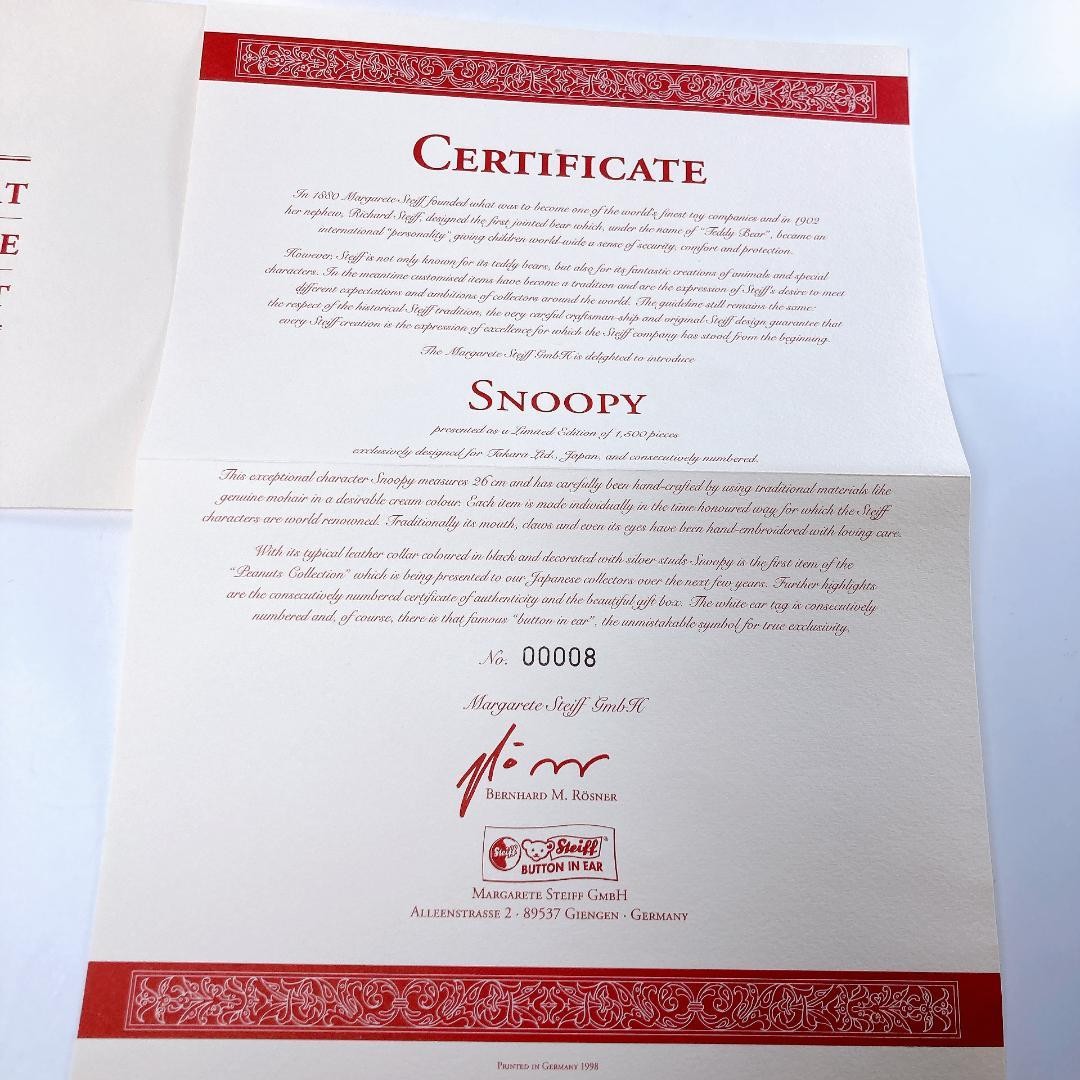 T
E
T
CERTIFICATE
In 1880 Margarete Steiff founded what was to become one of the world's finest toy companies and in 1902
her nephew, Richard Steiff, designed the first jointed bear which, under the name of "Teddy Bear", became an
international "personality" giving children world-wide a sense of security, comfort and protection.
However, Steiff is not only known for its teddy bears, but also for its fantastic creations of animals and special
characters. In the meantime customised items have become a tradition and are the expression of Steiff's desire to meet
different expectations and ambitions of collectors around the world. The guideline still remains the same:
the respect of the historical Steiff tradition, the very careful craftsman-ship and original Steiff design guarantee that
every Steiff creation is the expression of excellence for which the Steiff company has stood from the beginning.
The Margarete Steiff GmbH is delighted to introduce
SNOOPY
presented as a Limited Edition of 1,500 pieces
exclusively designed for Takara Ltd., Japan, and consecutively numbered.
This exceptional character Snoopy measures 26 cm and has carefully been hand-crafted by using traditional materials like
genuine mohair in a desirable cream colour. Each item is made individually in the time honoured way for which the Steiff
characters are world renowned. Traditionally its mouth, claws and even its eyes have been hand-embroidered with loving care.
With its typical leather collar coloured in black and decorated with silver studs Snoopy is the first item of the
"Peanuts Collection" which is being presented to our Japanese collectors over the next few years. Further highlights
are the consecutively numbered certificate of authenticity and the beautiful gift box. The white ear tag is consecutively
numbered and, of course, there is that famous "button in ear", the unmistakable symbol for true exclusivity.
No. 00008
Margarete Steiff GmbH
BERNHARD M. RÖSNER
Steiff Steiff
BUTTON IN EAR
MARGARETE STEIFF GMBH
ALLEENSTRASSE 2 · 89537 GIENGEN · GERMANY
PRINTED IN GERMANY 1998